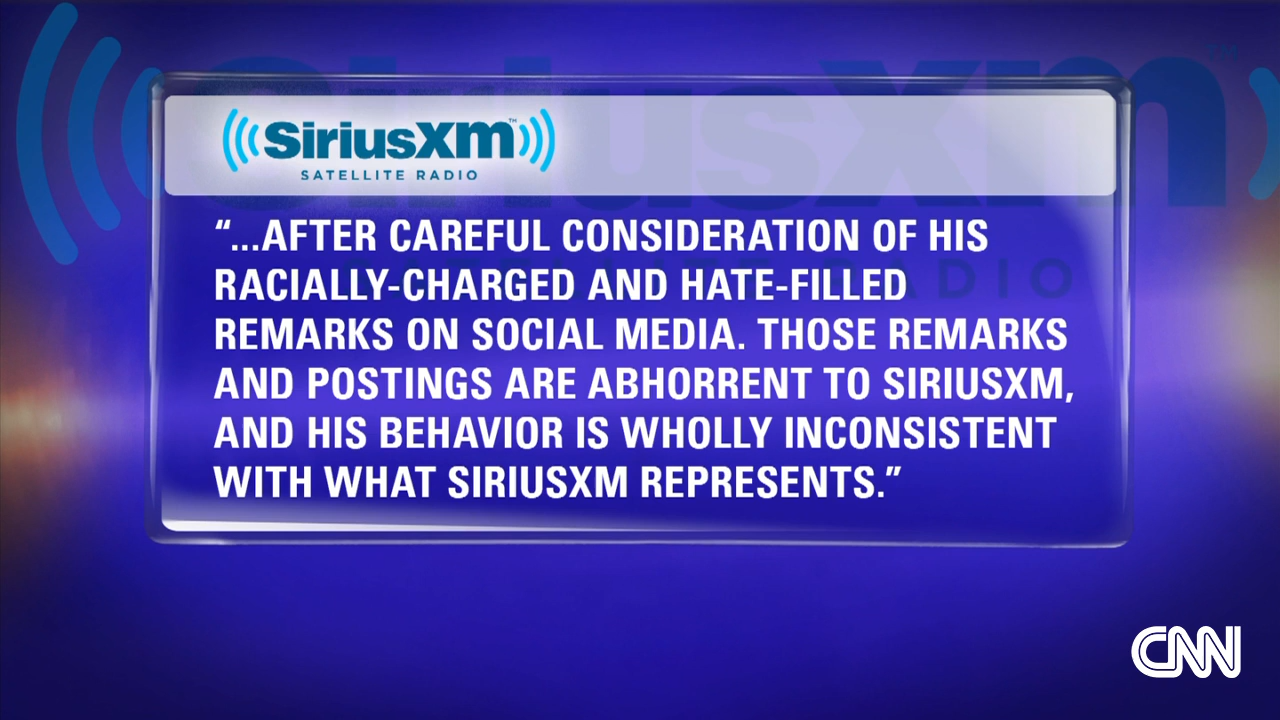 SiriusXM™
SATELLITE RADIO
“...AFTER CAREFUL CONSIDERATION OF HIS
RACIALLY-CHARGED AND HATE-FILLED
REMARKS ON SOCIAL MEDIA. THOSE REMARKS
AND POSTINGS ARE ABHORRENT TO SIRIUSXM,
AND HIS BEHAVIOR IS WHOLLY INCONSISTENT
WITH WHAT SIRIUSXM REPRESENTS.”
CNN